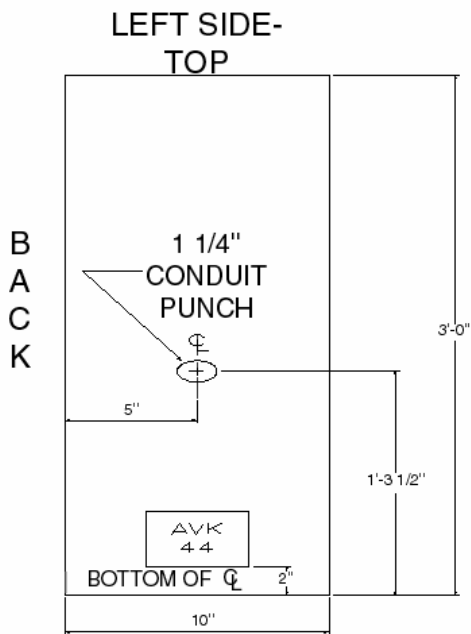 LEFT SIDE-
TOP
B
A
C
K
1 1/4"
CONDUIT
PUNCH
℄
3'-0"
5"
1'-3 1/2"
AVK
44
BOTTOM OF ℄
2"
10"